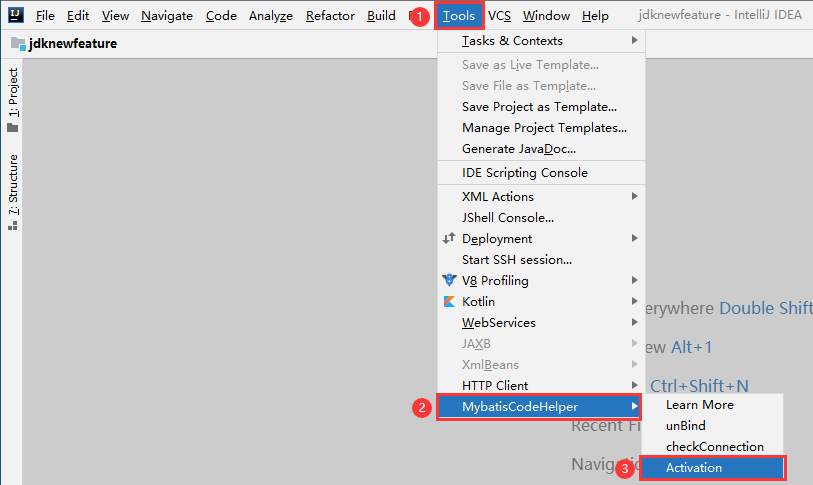 IJ File Edit View Navigate Code Analyze Refactor Build 1 Tools VCS Window Help jdknewfeature - IntelliJ IDEA
jdknewfeature
1: Project
7: Structure
Tasks & Contexts
Save as Live Template...
Save File as Template...
Save Project as Template...
Manage Project Templates...
Generate JavaDoc...
IDE Scripting Console
XML Actions
JShell Console...
Deployment
Start SSH session...
V8 Profiling
Kotlin
WebServices
JAXB
XmlBeans
HTTP Client
2 MybatisCodeHelper
Learn More
unBind
checkConnection
3 Activation
erywhere Double Shift
ew Alt+1
Ctrl+Shift+N
Recent Fi
Navigatio